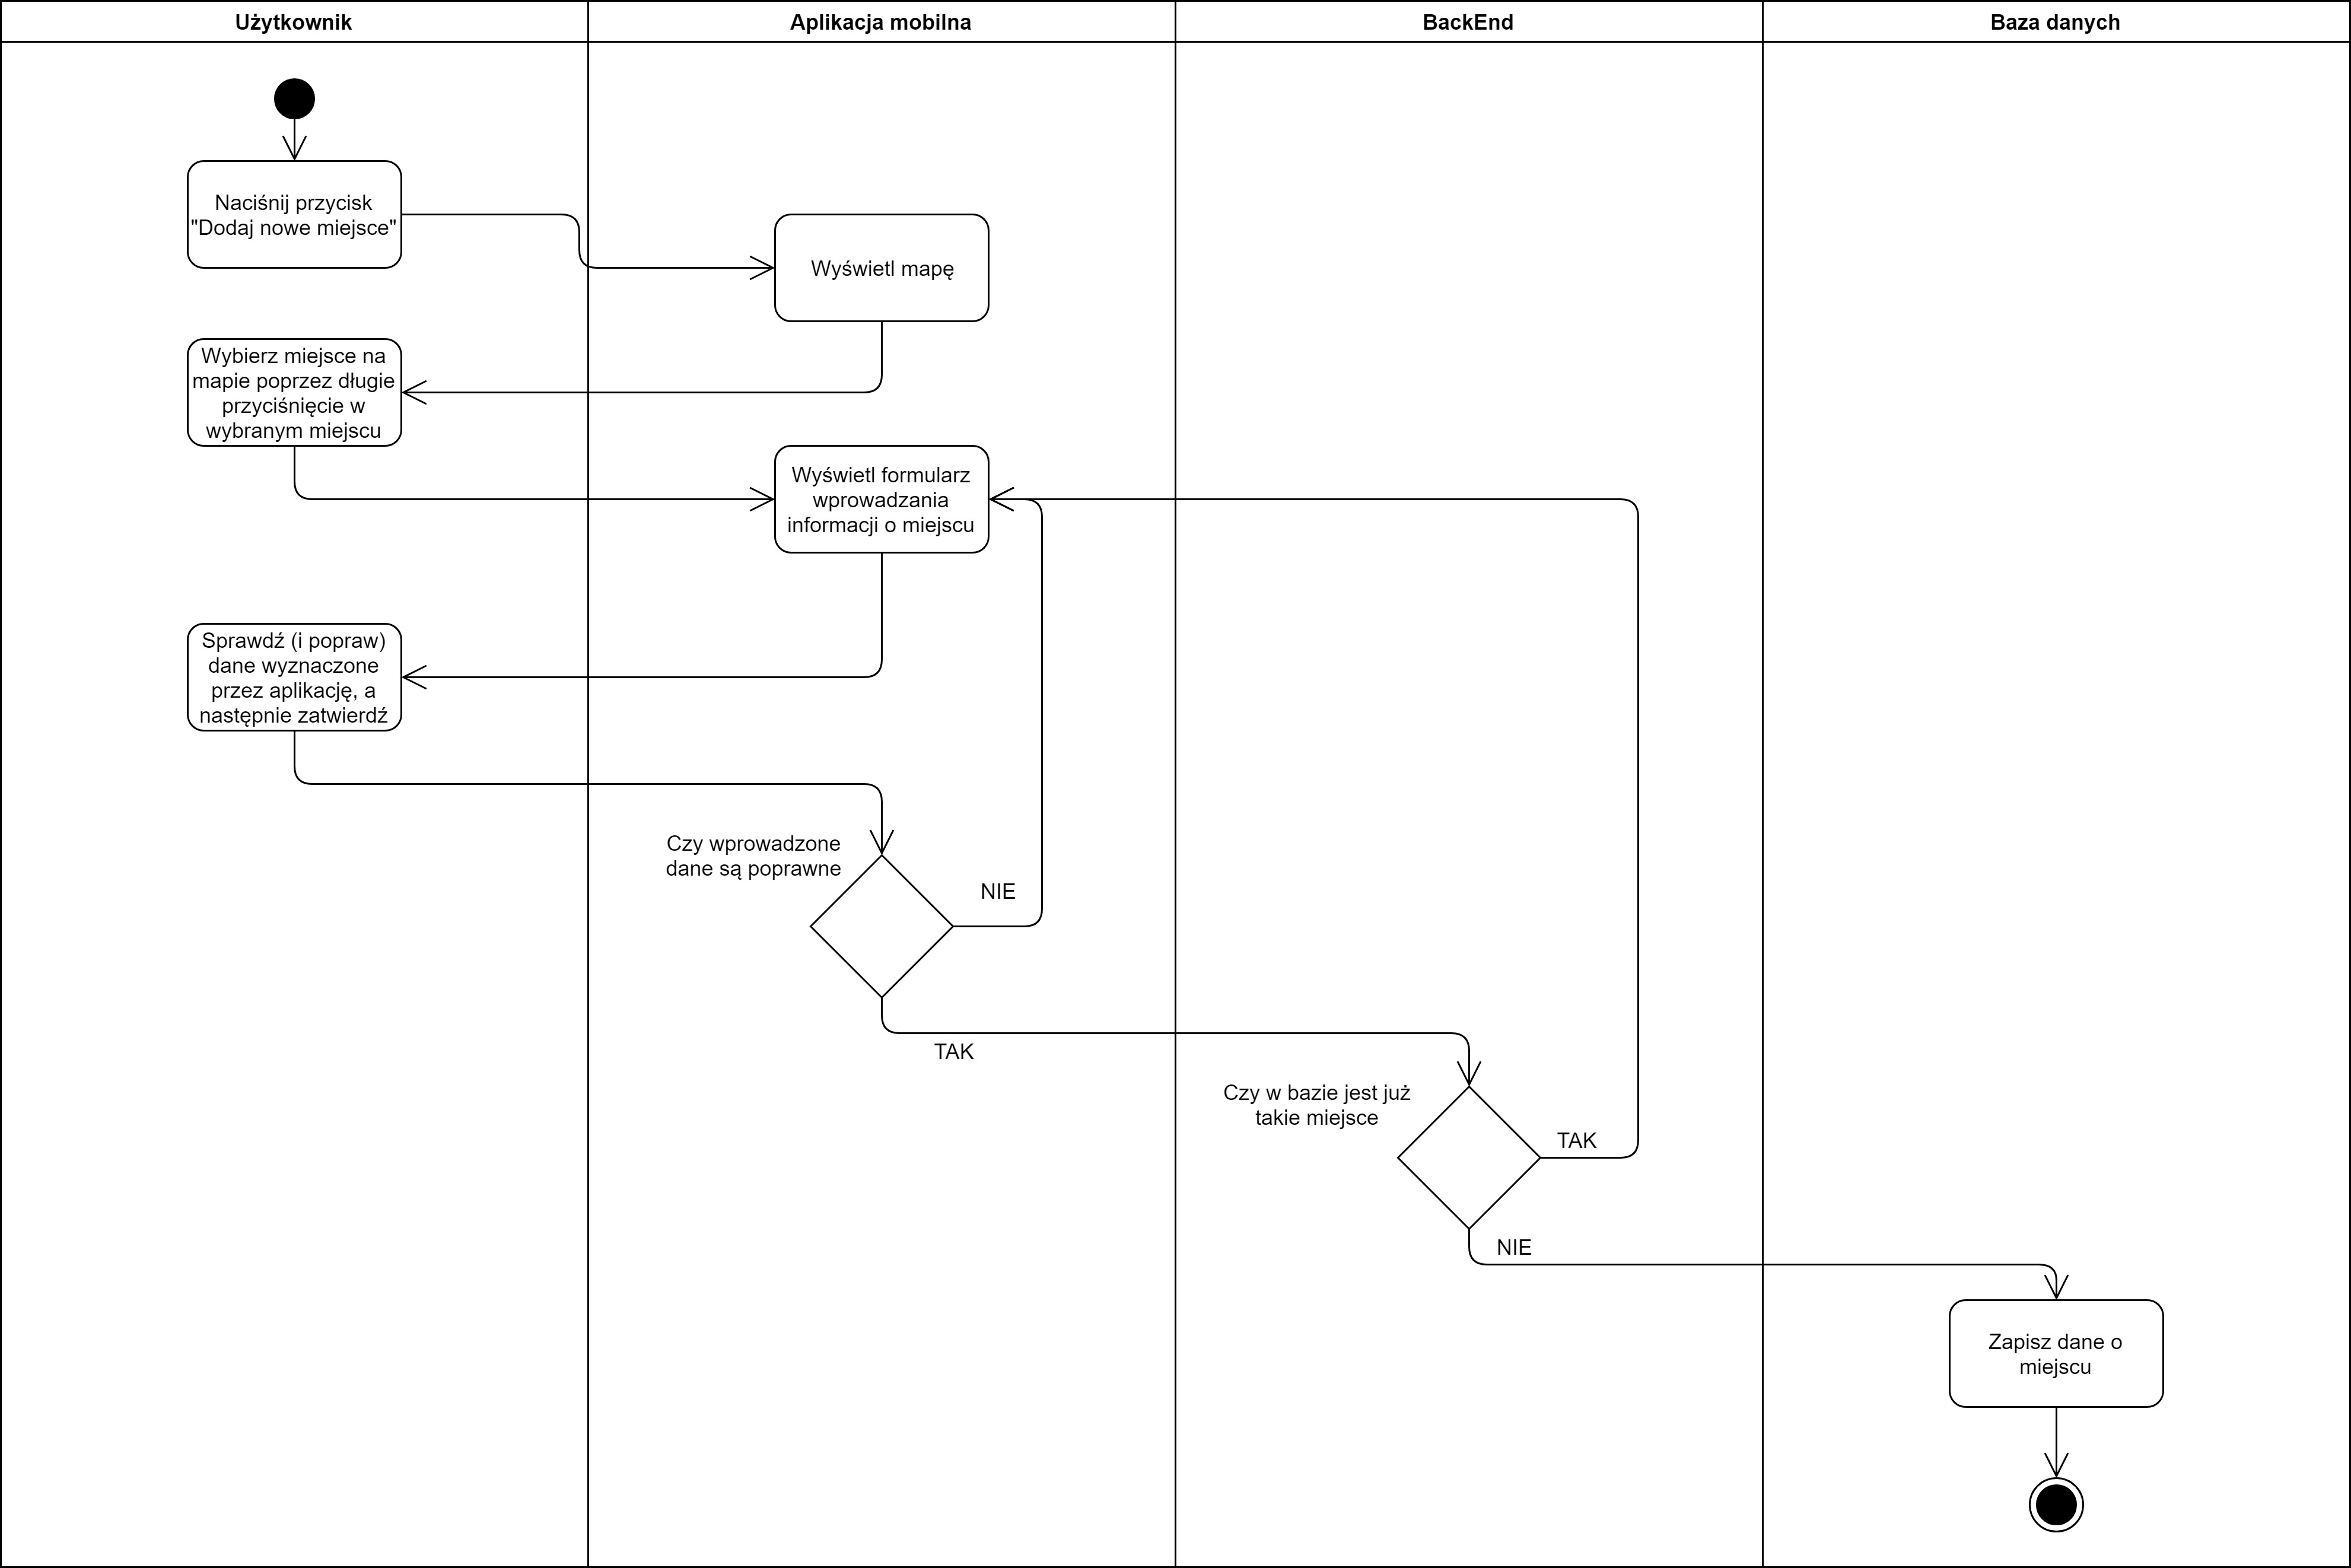 Użytkownik
Aplikacja mobilna
BackEnd
Baza danych
Naciśnij przycisk
"Dodaj nowe miejsce"
Wyświetl mapę
Wybierz miejsce na
mapie poprzez długie
przyciśnięcie w
wybranym miejscu
Wyświetl formularz
wprowadzania
informacji o miejscu
Sprawdź (i popraw)
dane wyznaczone
przez aplikację, a
następnie zatwierdź
Czy wprowadzone
dane są poprawne
NIE
TAK
Czy w bazie jest już
takie miejsce
TAK
NIE
Zapisz dane o
miejscu